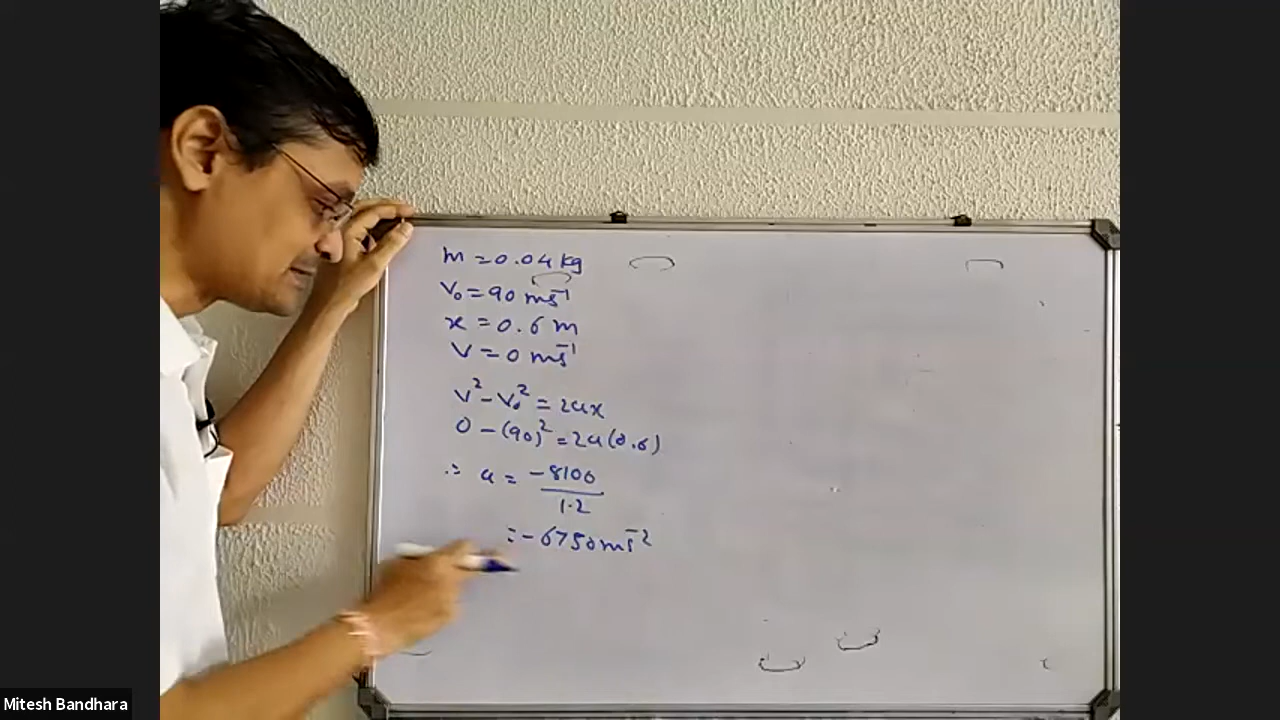 m = 0.04 kg
v₀ = 90 ms⁻¹
x = 0.6 m
v = 0 ms⁻¹
v² - v₀² = 2ax
0 - (90)² = 2a(0.6)
∴ a = -8100
1.2
= -6750 ms⁻²
Mitesh Bandhara